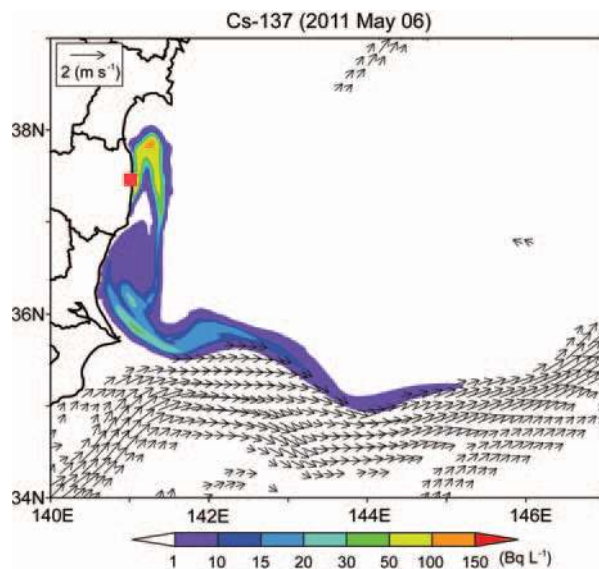 Cs-137 (2011 May 06)
2 (m s⁻¹)
38N
36N
34N
140E 142E 144E 146E
1 10 15 20 30 50 100 150 (Bq L⁻¹)